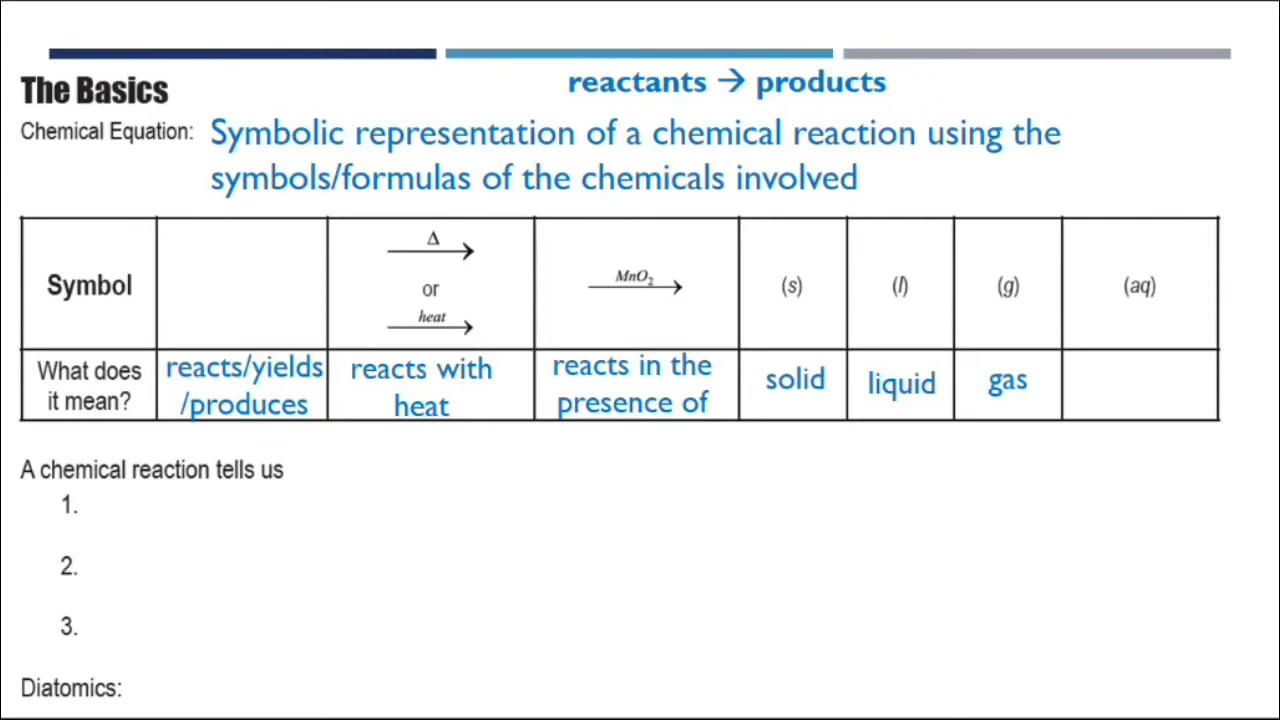 The Basics
reactants → products
Chemical Equation: Symbolic representation of a chemical reaction using the
symbols/formulas of the chemicals involved
Symbol
Δ
or
heat
MnO₂
(s)
(l)
(g)
(aq)
What does
it mean?
reacts/yields
/produces
reacts with
heat
reacts in the
presence of
solid
liquid
gas
A chemical reaction tells us
1.
2.
3.
Diatomics: